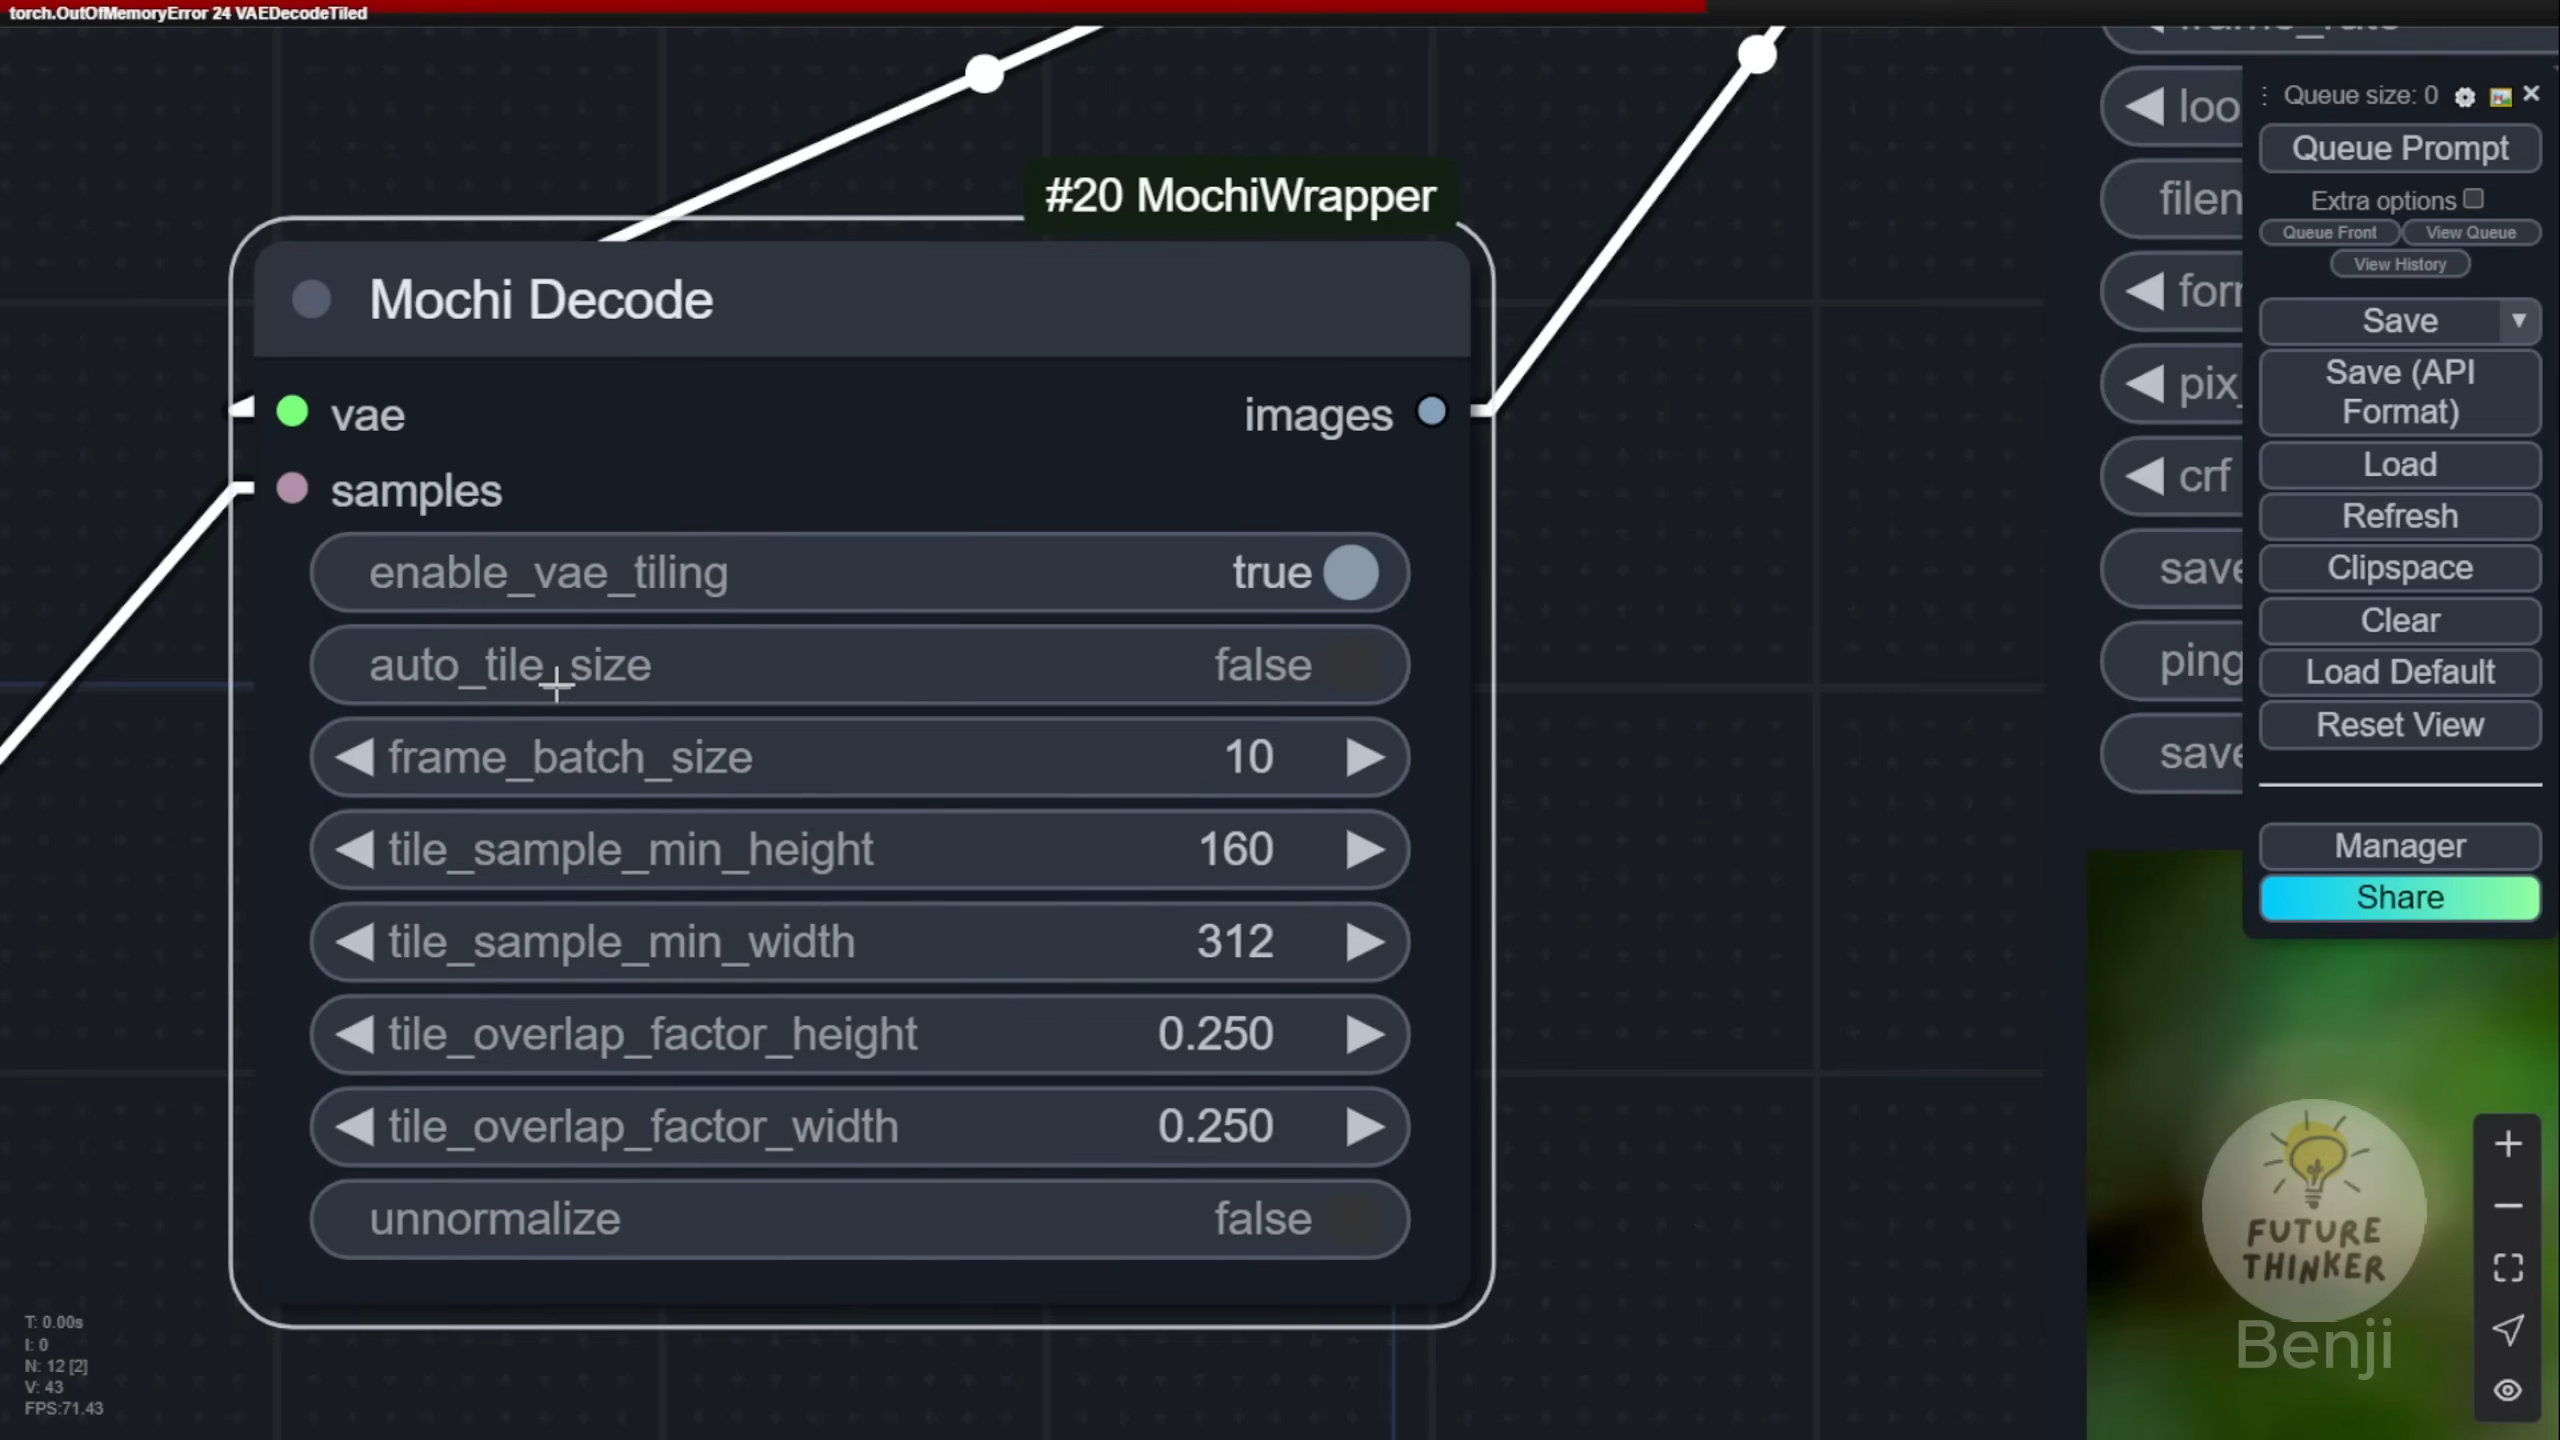 torch.OutOfMemoryError 24 VAEDecodeTiled
#20 MochiWrapper
Mochi Decode
vae
images
samples
enable_vae_tiling true
auto_tile_size false
frame_batch_size 10
tile_sample_min_height 160
tile_sample_min_width 312
tile_overlap_factor_height 0.250
tile_overlap_factor_width 0.250
unnormalize false
T: 0.00s
I: 0
N: 12 [2]
V: 43
FPS:71.43
frame_rate
loo
filen
for
pix_
crf
save
ping
save
Queue size: 0
Queue Prompt
Extra options
Queue Front View Queue
View History
Save
Save (API
Format)
Load
Refresh
Clipspace
Clear
Load Default
Reset View
Manager
Share
FUTURE
THINKER
Benji